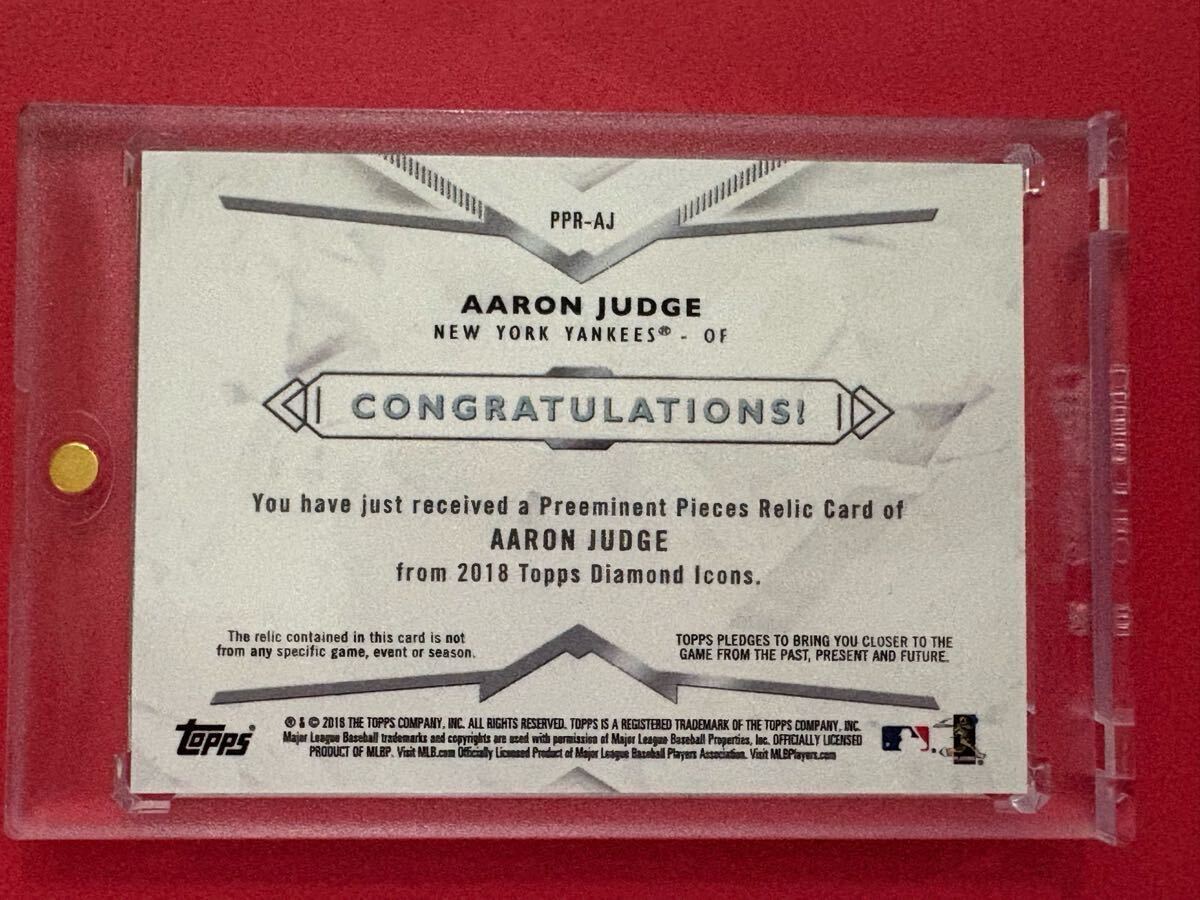 PPR-AJ
AARON JUDGE
NEW YORK YANKEES® - OF
CONGRATULATIONS!
You have just received a Preeminent Pieces Relic Card of
AARON JUDGE
from 2018 Topps Diamond Icons.
The relic contained in this card is not
from any specific game, event or season.
TOPPS PLEDGES TO BRING YOU CLOSER TO THE
GAME FROM THE PAST, PRESENT AND FUTURE.
topps®
® & © 2018 THE TOPPS COMPANY, INC. ALL RIGHTS RESERVED. TOPPS IS A REGISTERED TRADEMARK OF THE TOPPS COMPANY, INC.
Major League Baseball trademarks and copyrights are used with permission of Major League Baseball Properties, Inc. OFFICIALLY LICENSED
PRODUCT OF MLBP. Visit MLB.com Officially Licensed Product of Major League Baseball Players Association. Visit MLBPlayers.com